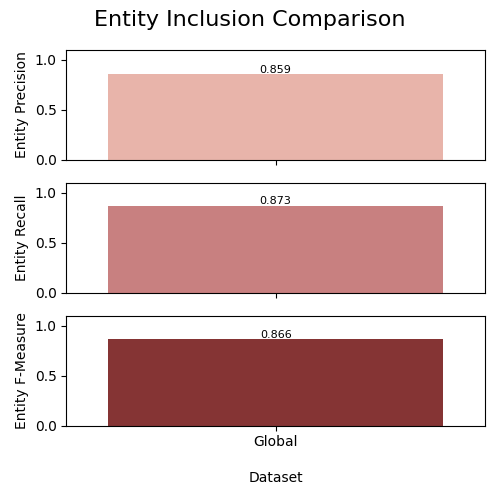 Entity Inclusion Comparison
Entity Precision
1.0
0.5
0.0
0.859
Entity Recall
1.0
0.5
0.0
0.873
Entity F-Measure
1.0
0.5
0.0
0.866
Global
Dataset